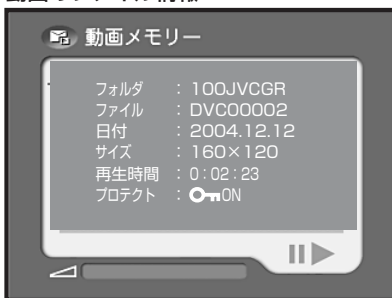 動画メモリー
フォルダ : 100JVCGR
ファイル : DVC00002
日付 : 2004.12.12
サイズ : 160×120
再生時間 : 0:02:23
プロテクト : ON